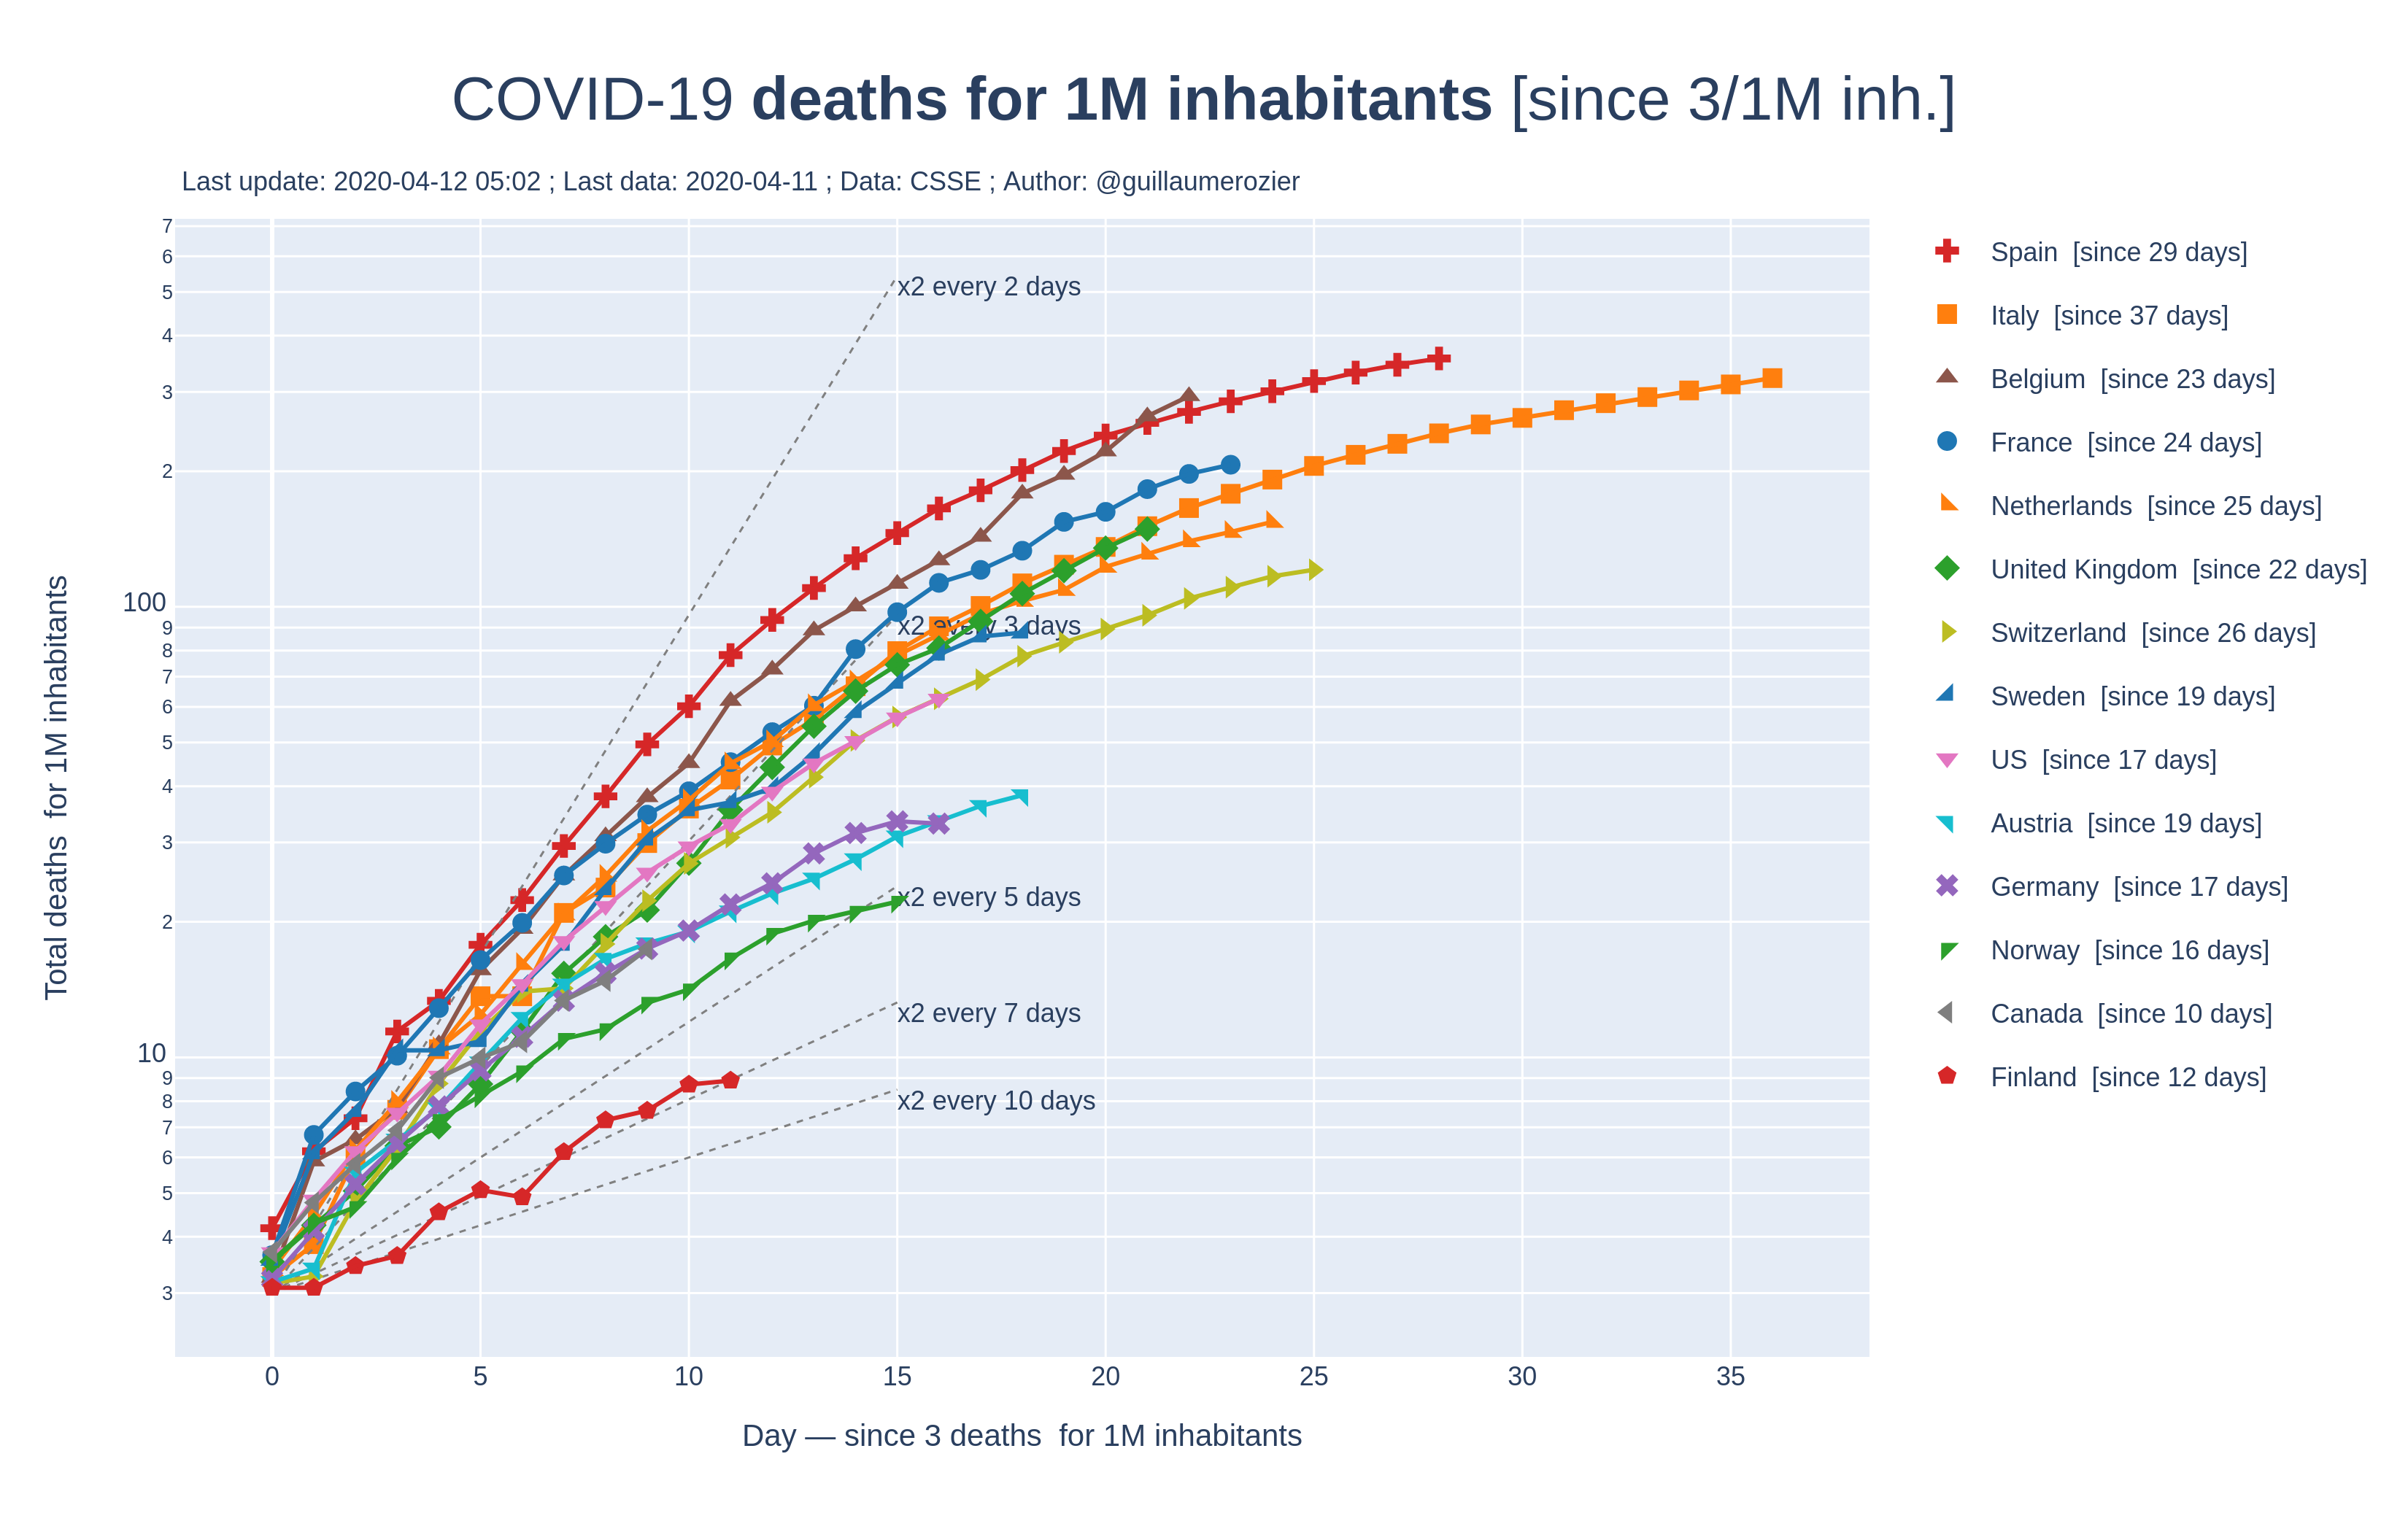 COVID-19 deaths for 1M inhabitants [since 3/1M inh.]
Last update: 2020-04-12 05:02 ; Last data: 2020-04-11 ; Data: CSSE ; Author: @guillaumerozier
7
6
5
4
3
2
100
9
8
7
6
5
4
3
2
10
9
8
7
6
5
4
3
Total deaths for 1M inhabitants
x2 every 2 days
x2 every 3 days
x2 every 5 days
x2 every 7 days
x2 every 10 days
0 5 10 15 20 25 30 35
Day — since 3 deaths for 1M inhabitants
Spain [since 29 days]
Italy [since 37 days]
Belgium [since 23 days]
France [since 24 days]
Netherlands [since 25 days]
United Kingdom [since 22 days]
Switzerland [since 26 days]
Sweden [since 19 days]
US [since 17 days]
Austria [since 19 days]
Germany [since 17 days]
Norway [since 16 days]
Canada [since 10 days]
Finland [since 12 days]